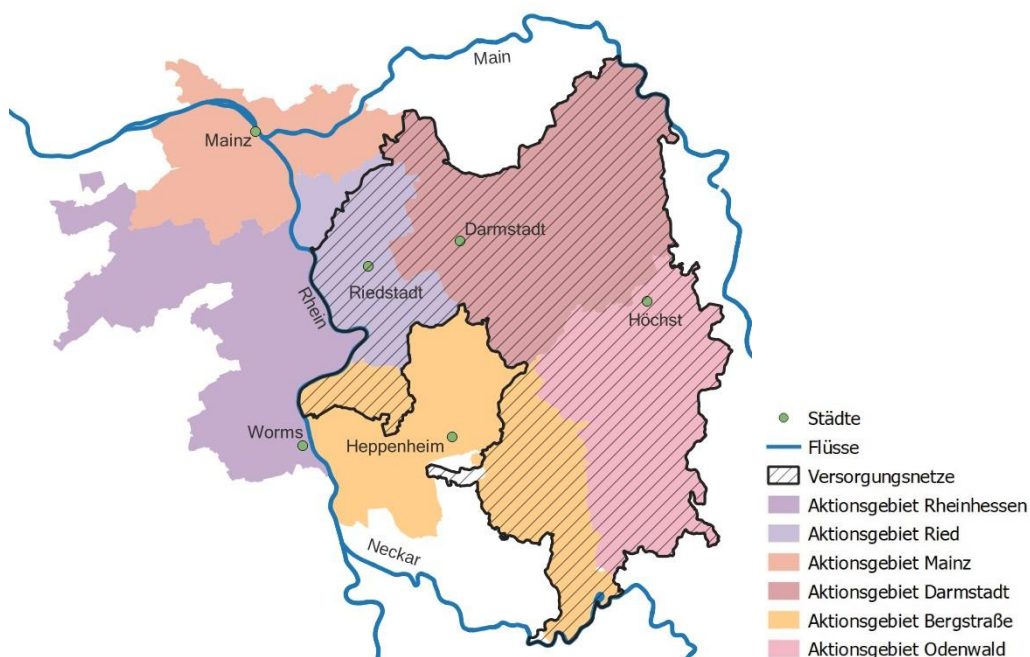 Main
Mainz
Darmstadt
Riedstadt
Rhein
Höchst
Worms
Heppenheim
Neckar
Städte
Flüsse
Versorgungsnetze
Aktionsgebiet Rheinhessen
Aktionsgebiet Ried
Aktionsgebiet Mainz
Aktionsgebiet Darmstadt
Aktionsgebiet Bergstraße
Aktionsgebiet Odenwald